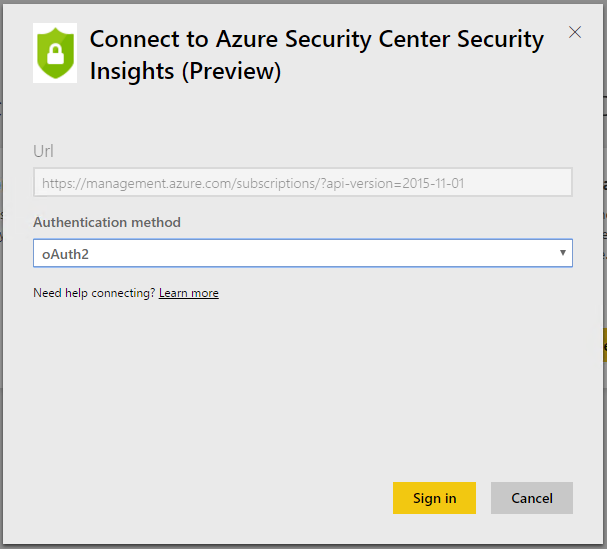 Connect to Azure Security Center Security
Insights (Preview)
Url
https://management.azure.com/subscriptions/?api-version=2015-11-01
Authentication method
oAuth2
Need help connecting? Learn more
Sign in
Cancel